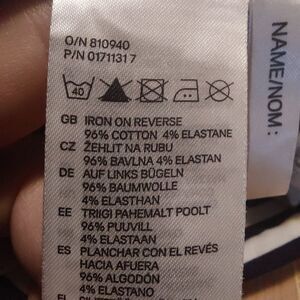 O/N 810940
P/N 01711317
40
GB IRON ON REVERSE
96% COTTON 4% ELASTANE
CZ ŽEHLIT NA RUBU
96% BAVLNA 4% ELASTAN
DE AUF LINKS BÜGELN
96% BAUMWOLLE
4% ELASTHAN
EE TRIIGI PAHEMALT POOLT
96% PUUVILL
4% ELASTAAN
ES PLANCHAR CON EL REVÉS
HACIA AFUERA
96% ALGODÓN
4% ELASTANO
NAME/NOM :